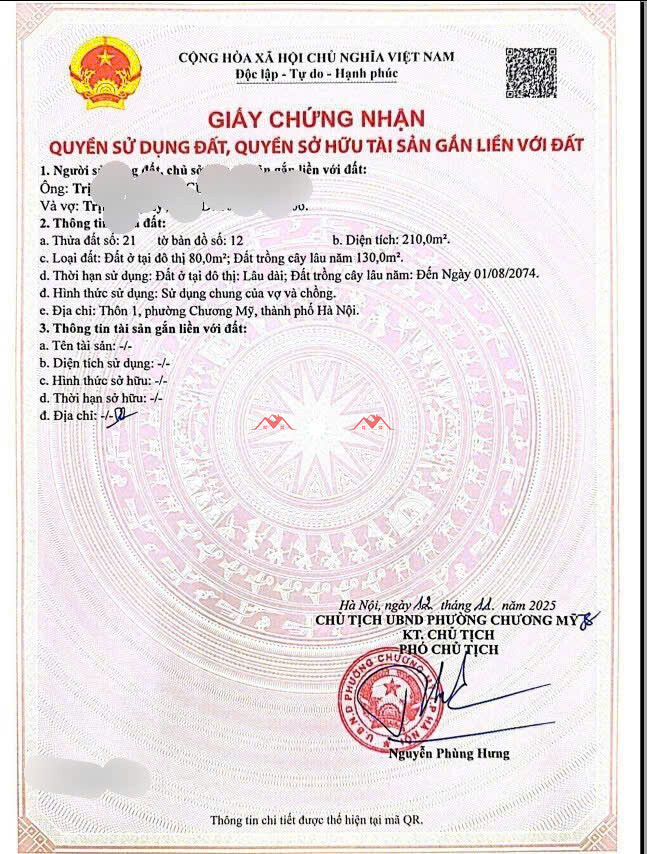 CỘNG HÒA XÃ HỘI CHỦ NGHĨA VIỆT NAM
Độc lập - Tự do - Hạnh phúc
GIẤY CHỨNG NHẬN
QUYỀN SỬ DỤNG ĐẤT, QUYỀN SỞ HỮU TÀI SẢN GẮN LIỀN VỚI ĐẤT
1. Người đất, chủ gắn liền với đất:
Ông:
Và vợ:
2. Thông tin đất:
a. Thửa đất số: 21 tờ bản đồ số: 12 b. Diện tích: 210,0m².
c. Loại đất: Đất ở tại đô thị 80,0m²; Đất trồng cây lâu năm 130,0m².
d. Thời hạn sử dụng: Đất ở tại đô thị: Lâu dài; Đất trồng cây lâu năm: Đến Ngày 01/08/2074.
đ. Hình thức sử dụng: Sử dụng chung của vợ và chồng.
e. Địa chỉ: Thôn 1, phường Chương Mỹ, thành phố Hà Nội.
3. Thông tin tài sản gắn liền với đất:
a. Tên tài sản: -/-
b. Diện tích sử dụng: -/-
c. Hình thức sở hữu: -/-
d. Thời hạn sở hữu: -/-
đ. Địa chỉ: -/-
Hà Nội, ngày 12 tháng 11 năm 2025
CHỦ TỊCH UBND PHƯỜNG CHƯƠNG MỸ
KT. CHỦ TỊCH
PHÓ CHỦ TỊCH
U.B.N.D PHƯỜNG CHƯƠNG MỸ T.P HÀ NỘI
Nguyễn Phùng Hưng
Thông tin chi tiết được thể hiện tại mã QR.